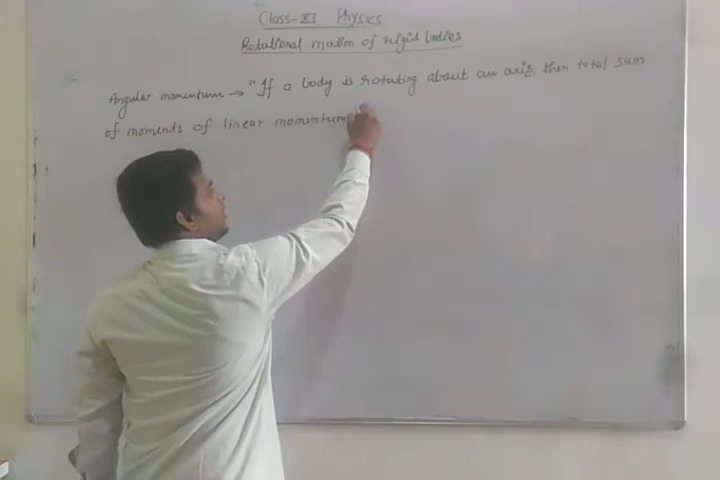 Class-XI Physics
Rotational motion of rigid bodies
Angular momentum → "If a body is rotating about an axis then total sum
of moments of linear momentum